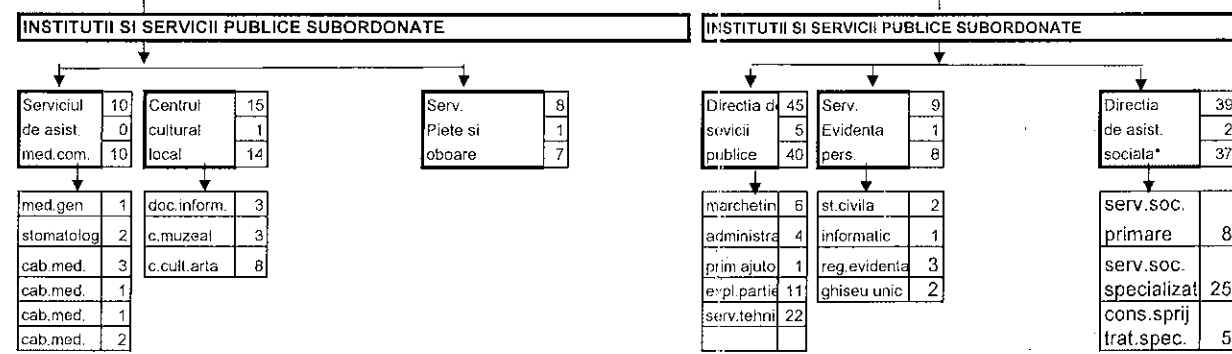 INSTITUTII SI SERVICII PUBLICE SUBORDONATE
Serviciul 10
de asist. 0
med.com. 10
Centrul 15
cultural 1
local 14
Serv. 8
Piete si 1
oboare 7
med.gen 1
stomatolog 2
cab.med. 3
cab.med. 1
cab.med. 1
cab.med. 2
doc.inform. 3
c.muzeal 3
c.cult.arta 8
INSTITUTII SI SERVICII PUBLICE SUBORDONATE
Directia de 45
sevicii 5
publice 40
Serv. 9
Evidenta 1
pers. 8
Directia 39
de asist. 2
sociala* 37
marchetin 6
administra 4
prim ajuto 1
expl.partie 11
serv.tehni 22
st.civila 2
informatic 1
reg.evidenta 3
ghiseu unic 2
serv.soc.
primare 8
serv.soc.
specializat 25
cons.sprij
trat.spec. 5